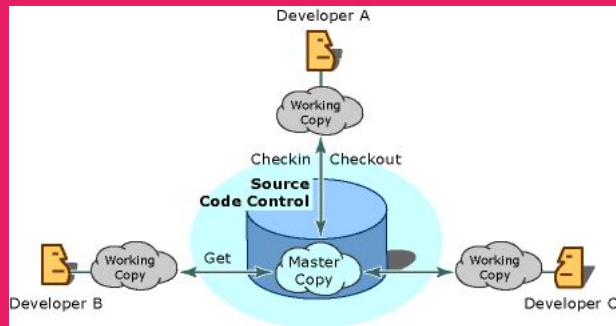 Developer A
Working
Copy
Checkin
Checkout
Source
Code Control
Working
Copy
Get
Master
Copy
Working
Copy
Developer B
Developer C